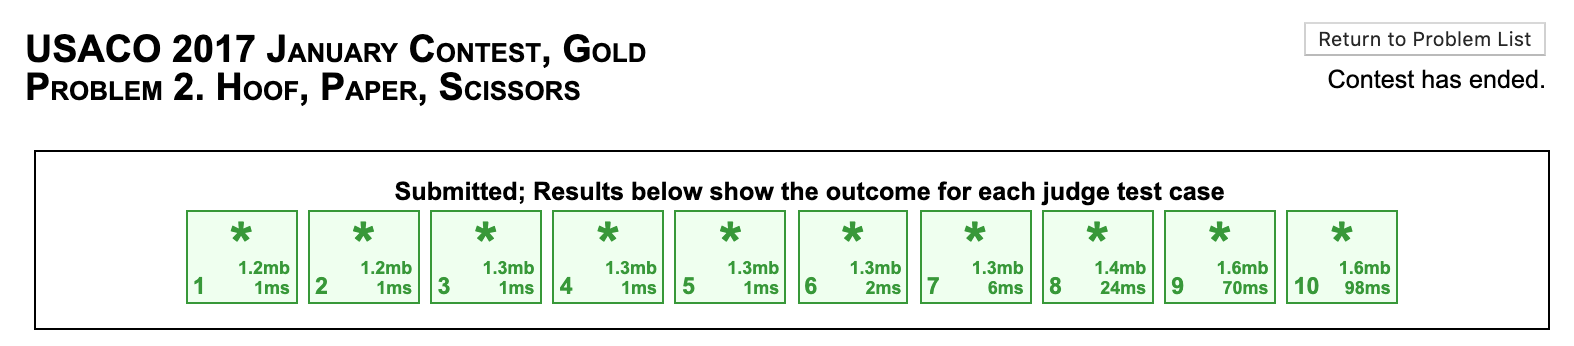 USACO 2017 January Contest, Gold
Problem 2. Hoof, Paper, Scissors
Return to Problem List
Contest has ended.
Submitted; Results below show the outcome for each judge test case
* * * * * * * * * *
1.2mb 1.2mb 1.3mb 1.3mb 1.3mb 1.3mb 1.3mb 1.4mb 1.6mb 1.6mb
1 1ms 2 1ms 3 1ms 4 1ms 5 1ms 6 2ms 7 6ms 8 24ms 9 70ms 10 98ms